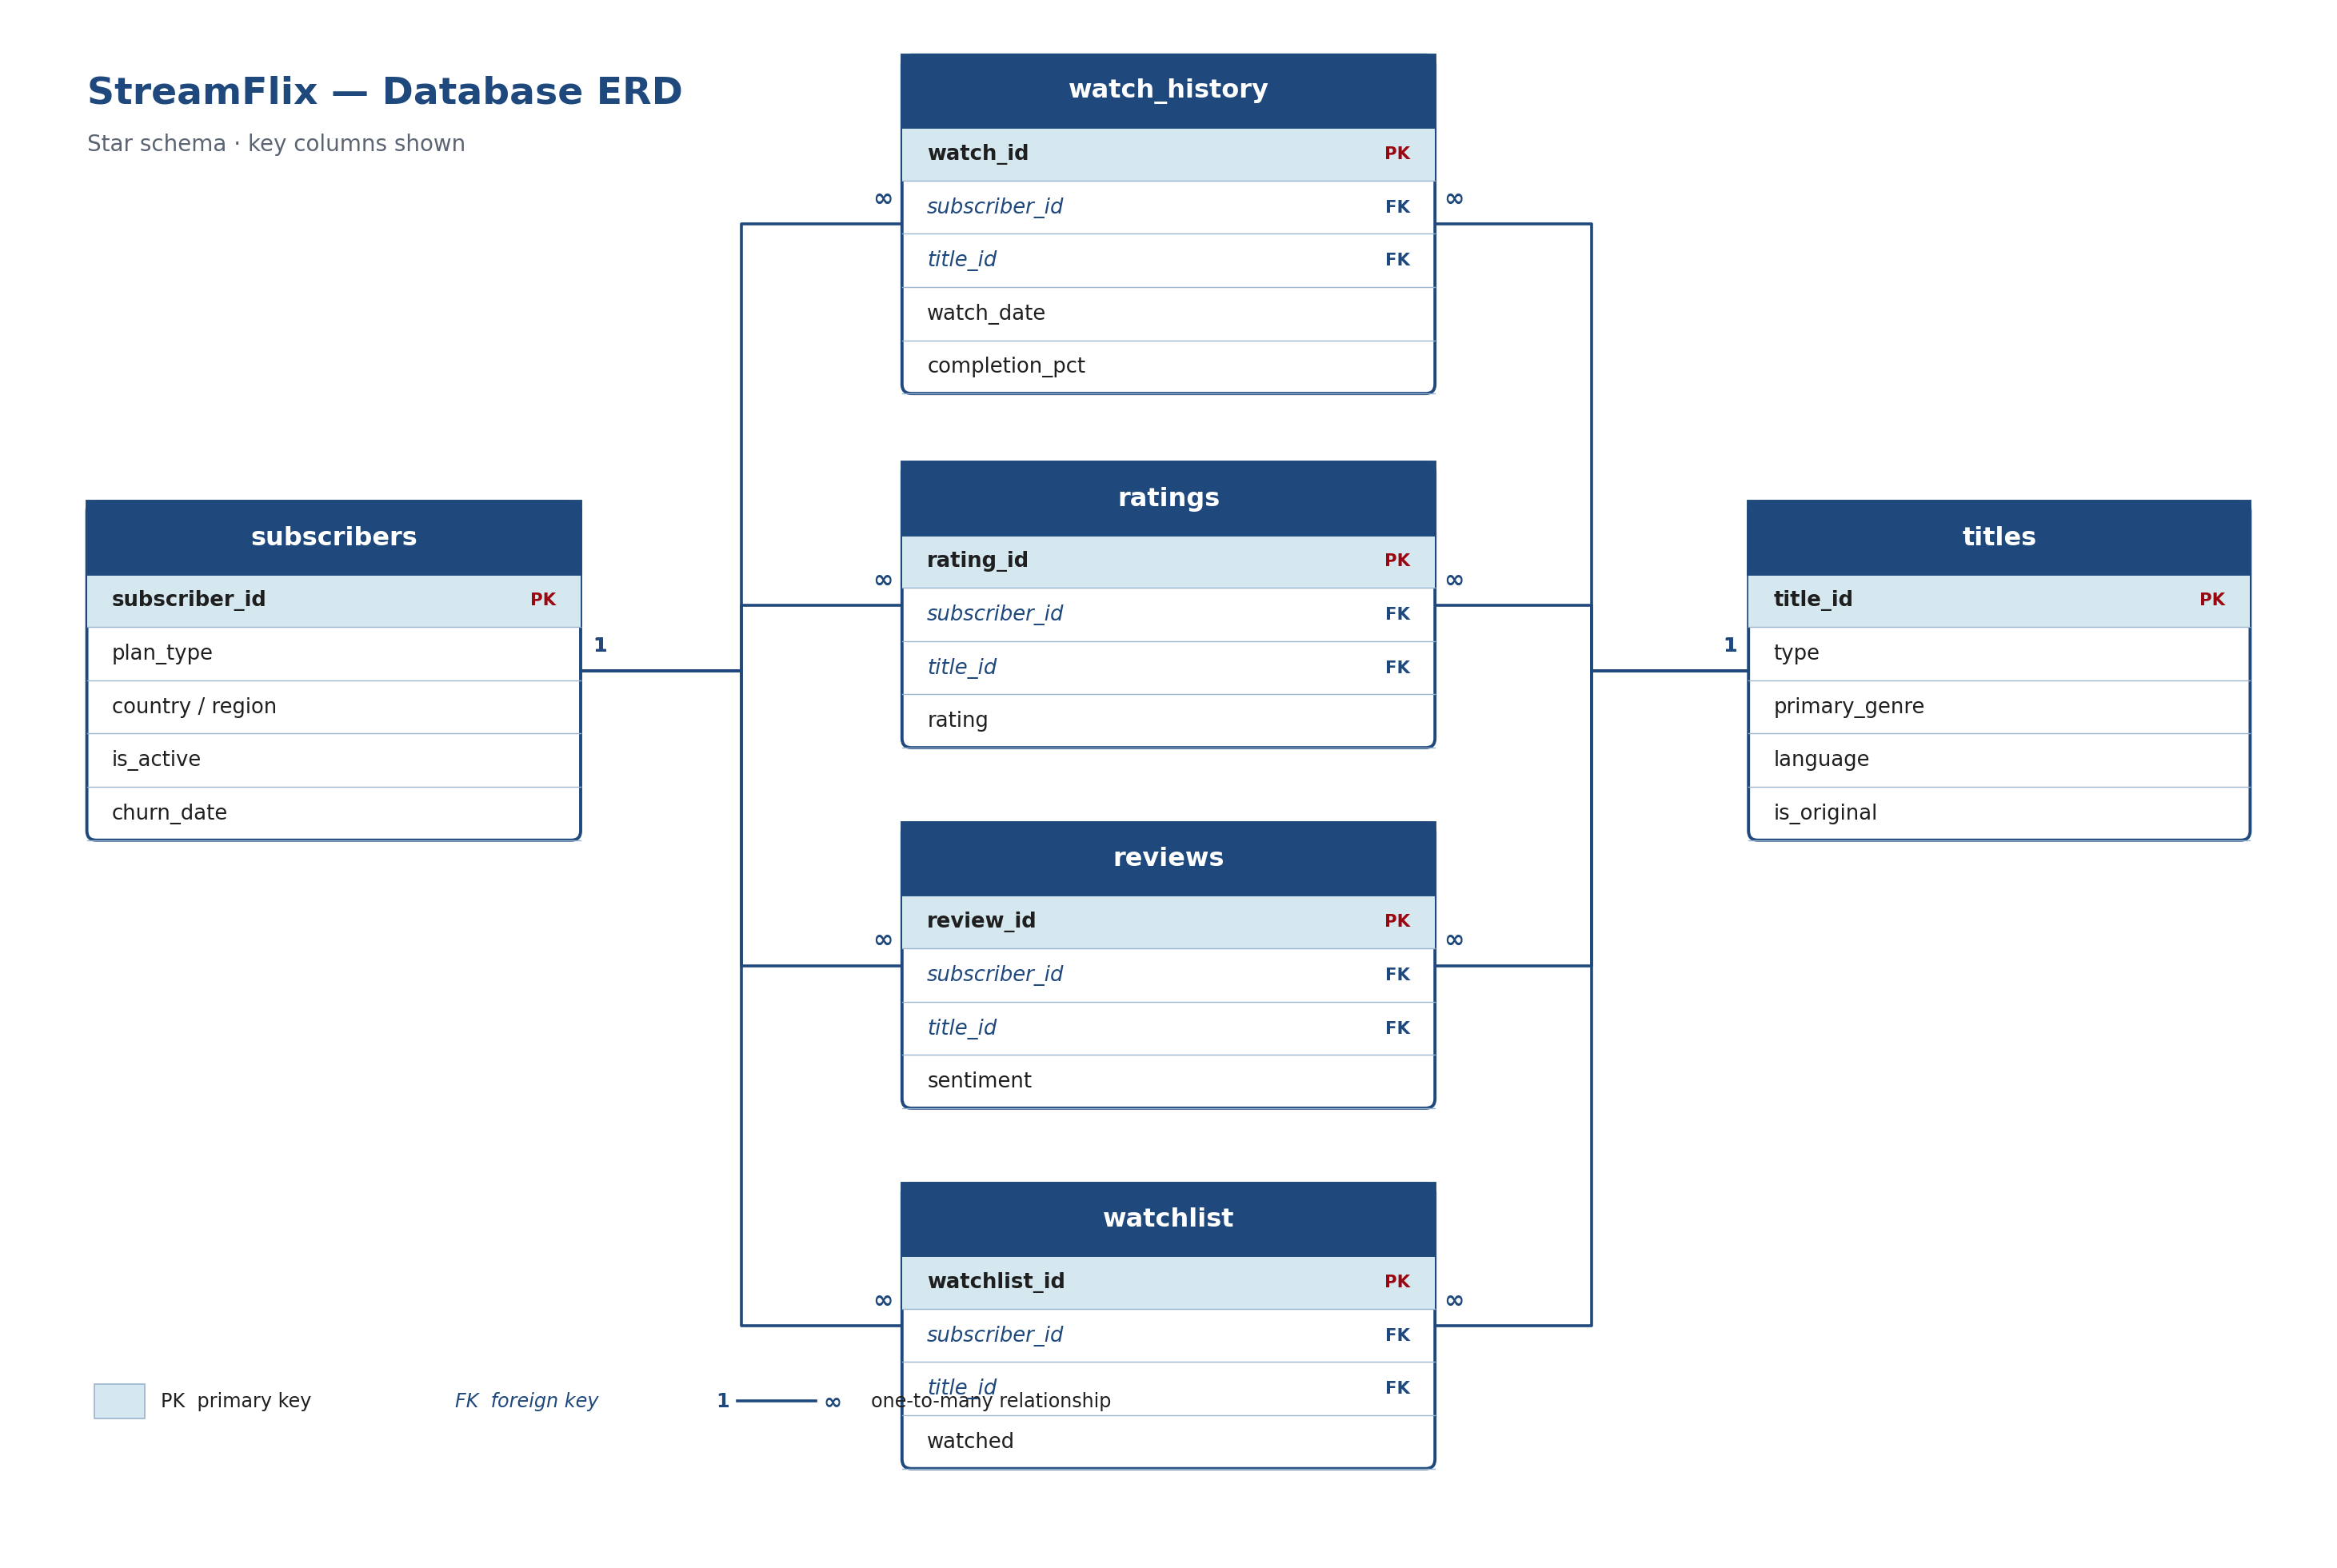 StreamFlix — Database ERD
Star schema · key columns shown
watch_history
watch_id PK
∞ subscriber_id FK ∞
title_id FK
watch_date
completion_pct
subscribers
subscriber_id PK
plan_type 1
country / region
is_active
churn_date
ratings
rating_id PK
∞ subscriber_id FK ∞
title_id FK
rating
titles
title_id PK
1 type
primary_genre
language
is_original
reviews
review_id PK
∞ subscriber_id FK ∞
title_id FK
sentiment
watchlist
watchlist_id PK
∞ subscriber_id FK ∞
title_id FK
watched
PK primary key FK foreign key 1 ∞ one-to-many relationship